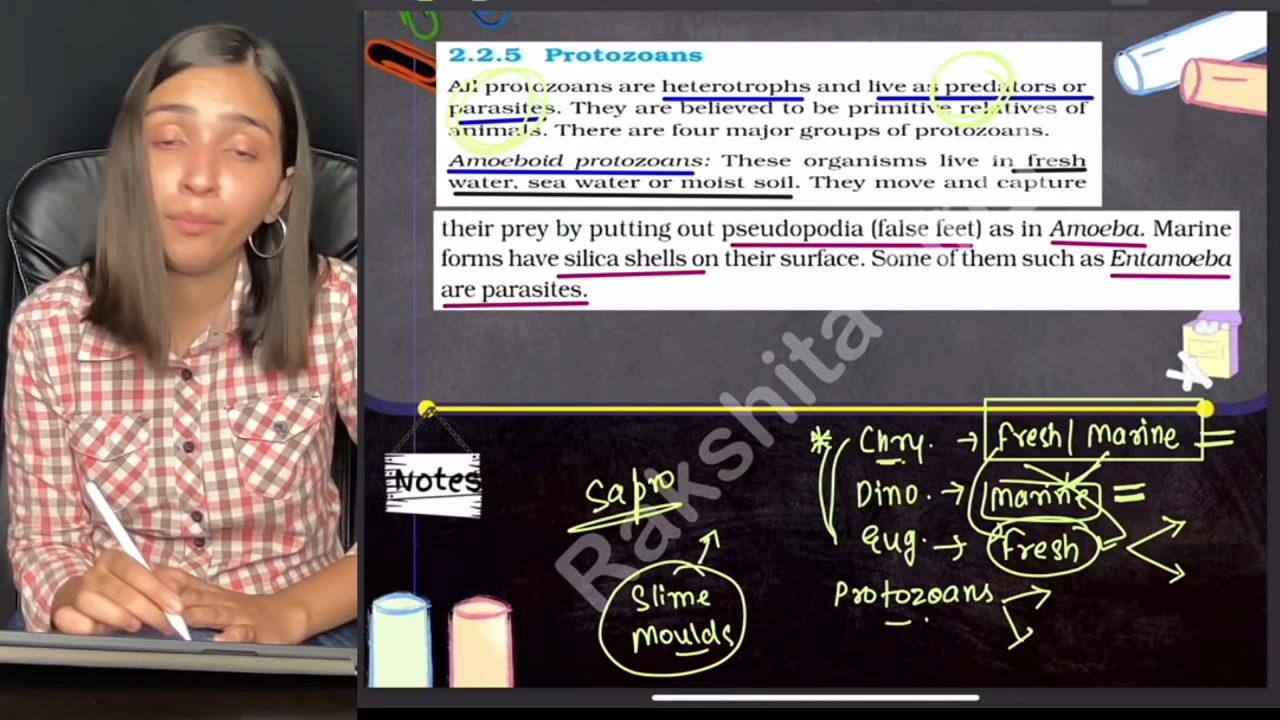 2.2.5 Protozoans
All protozoans are heterotrophs and live as predators or
parasites. They are believed to be primitive relatives of
animals. There are four major groups of protozoans.
Amoeboid protozoans: These organisms live in fresh
water, sea water or moist soil. They move and capture
their prey by putting out pseudopodia (false feet) as in Amoeba. Marine
forms have silica shells on their surface. Some of them such as Entamoeba
are parasites.
Notes
Sapro
Slime
Moulds
* Chry. → fresh| Marine =
Dino. → |marine =
Eug. → fresh
Protozoans
Rakshita